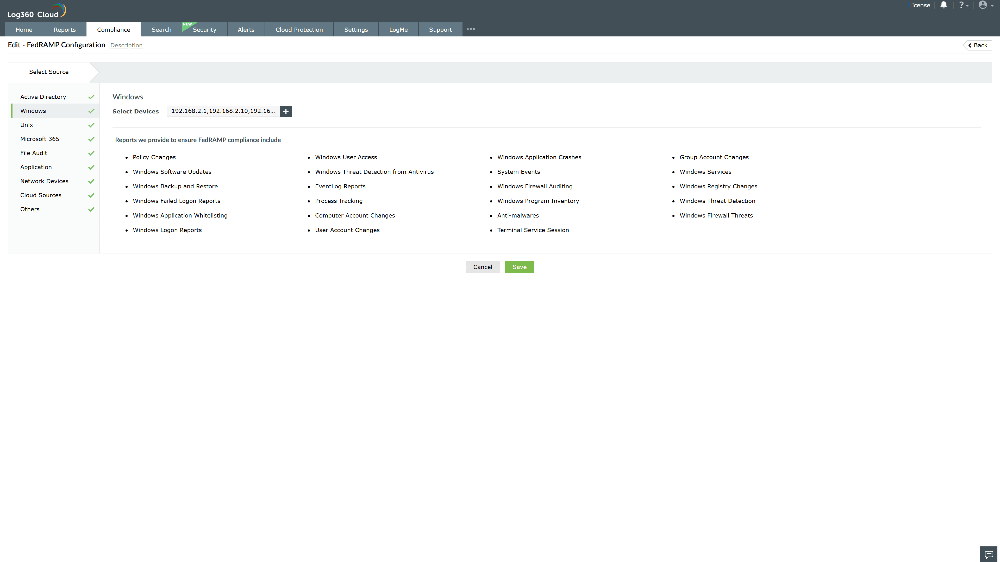 License
?
Log360 Cloud
Home
Reports
Compliance
Search
NEW
Security
Alerts
Cloud Protection
Settings
LogMe
Support
Edit - FedRAMP Configuration
Description
Back
Select Source
Active Directory
Windows
Unix
Microsoft 365
File Audit
Application
Network Devices
Cloud Sources
Others
Windows
Select Devices
192.168.2.1,192.168.2.10,192.16...
Reports we provide to ensure FedRAMP compliance include
Policy Changes
Windows User Access
Windows Application Crashes
Group Account Changes
Windows Software Updates
Windows Threat Detection from Antivirus
System Events
Windows Services
Windows Backup and Restore
EventLog Reports
Windows Firewall Auditing
Windows Registry Changes
Windows Failed Logon Reports
Process Tracking
Windows Program Inventory
Windows Threat Detection
Windows Application Whitelisting
Computer Account Changes
Anti-malwares
Windows Firewall Threats
Windows Logon Reports
User Account Changes
Terminal Service Session
Cancel
Save